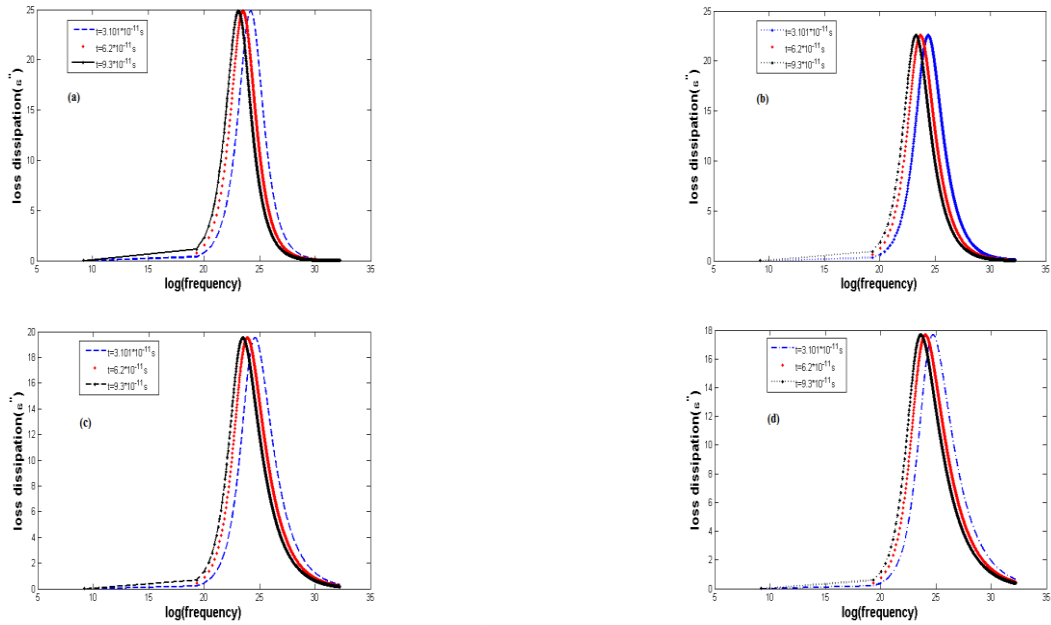 25
20
15
10
5
0
loss dissipation(ε'')
t=3.101*10⁻¹¹s
t=6.2*10⁻¹¹s
t=9.3*10⁻¹¹s
(a)
5 10 15 20 25 30 35
log(frequency)
25
20
15
10
5
0
loss dissipation(ε'')
t=3.101*10⁻¹¹s
t=6.2*10⁻¹¹s
t=9.3*10⁻¹¹s
(b)
5 10 15 20 25 30 35
log(frequency)
20
18
16
14
12
10
8
6
4
2
0
loss dissipation(ε'')
t=3.101*10⁻¹¹s
t=6.2*10⁻¹¹s
t=9.3*10⁻¹¹s
(c)
5 10 15 20 25 30 35
log(frequency)
18
16
14
12
10
8
6
4
2
0
loss dissipation(ε'')
t=3.101*10⁻¹¹s
t=6.2*10⁻¹¹s
t=9.3*10⁻¹¹s
(d)
5 10 15 20 25 30 35
log(frequency)